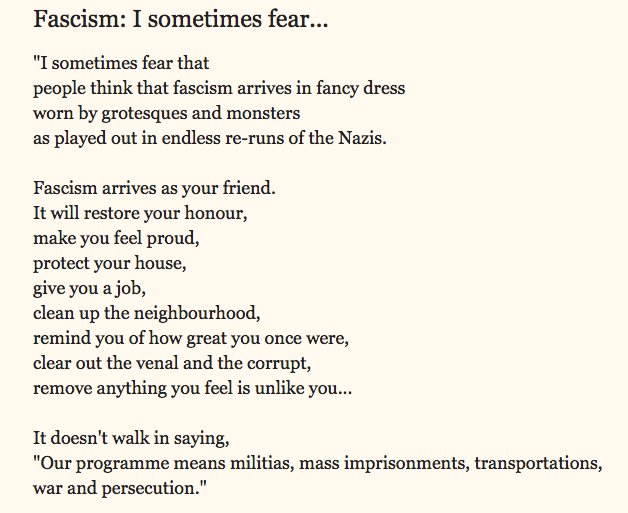 Fascism: I sometimes fear...
"I sometimes fear that
people think that fascism arrives in fancy dress
worn by grotesques and monsters
as played out in endless re-runs of the Nazis.
Fascism arrives as your friend.
It will restore your honour,
make you feel proud,
protect your house,
give you a job,
clean up the neighbourhood,
remind you of how great you once were,
clear out the venal and the corrupt,
remove anything you feel is unlike you...
It doesn't walk in saying,
"Our programme means militias, mass imprisonments, transportations,
war and persecution."